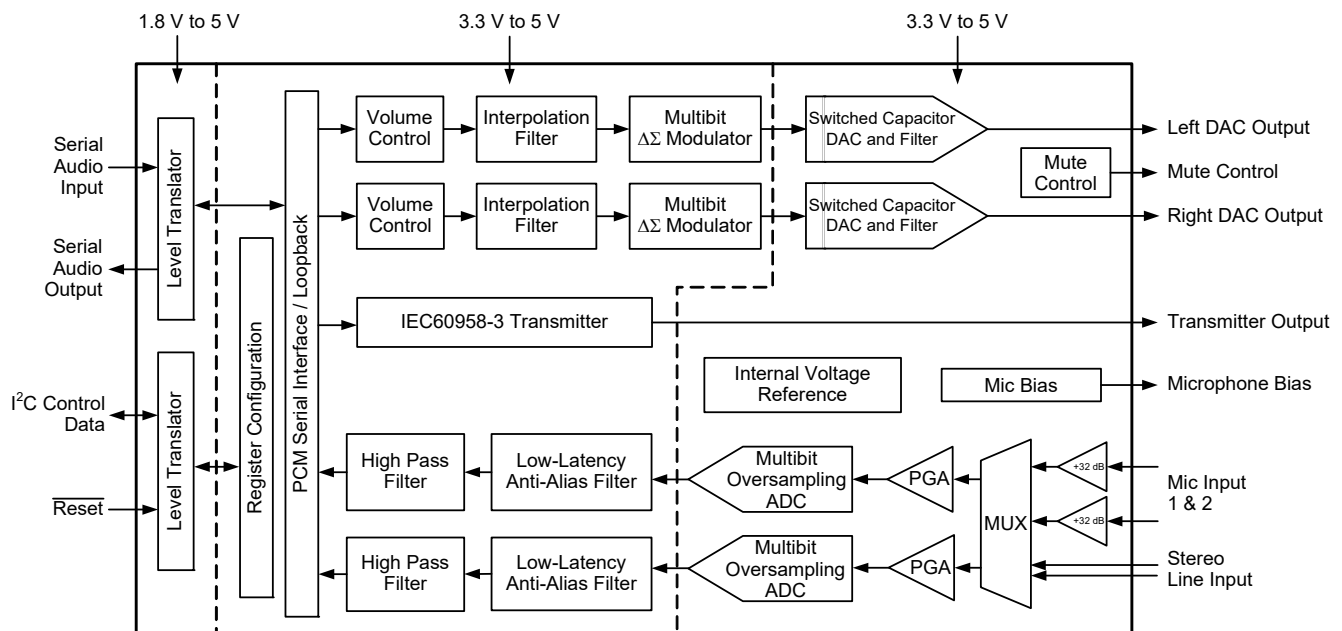 1.8 V to 5 V
3.3 V to 5 V
3.3 V to 5 V
Serial
Audio
Input
Serial
Audio
Output
I²C Control
Data
Reset
Level Translator
Level Translator
Register Configuration
PCM Serial Interface / Loopback
Volume
Control
Interpolation
Filter
Multibit
ΔΣ Modulator
Switched Capacitor
DAC and Filter
Left DAC Output
Mute
Control
Mute Control
Volume
Control
Interpolation
Filter
Multibit
ΔΣ Modulator
Switched Capacitor
DAC and Filter
Right DAC Output
IEC60958-3 Transmitter
Transmitter Output
Internal Voltage
Reference
Mic Bias
Microphone Bias
High Pass
Filter
Low-Latency
Anti-Alias Filter
Multibit
Oversampling
ADC
PGA
MUX
+32 dB
+32 dB
Mic Input
1 & 2
High Pass
Filter
Low-Latency
Anti-Alias Filter
Multibit
Oversampling
ADC
PGA
Stereo
Line Input